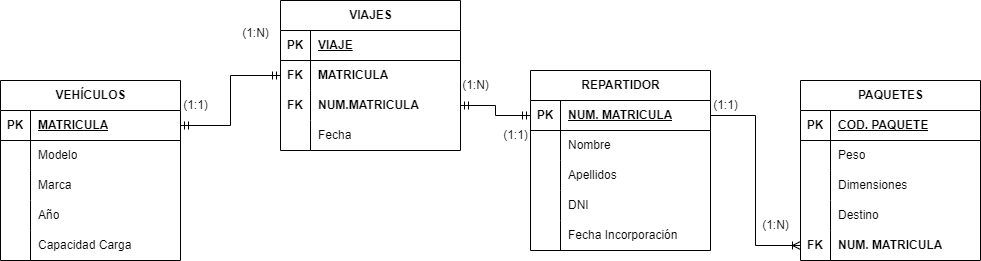 VEHÍCULOS
PK MATRICULA
Modelo
Marca
Año
Capacidad Carga
(1:1)
(1:N)
VIAJES
PK VIAJE
FK MATRICULA
FK NUM.MATRICULA
Fecha
(1:N)
(1:1)
REPARTIDOR
PK NUM. MATRICULA
Nombre
Apellidos
DNI
Fecha Incorporación
(1:1)
(1:N)
PAQUETES
PK COD. PAQUETE
Peso
Dimensiones
Destino
FK NUM. MATRICULA